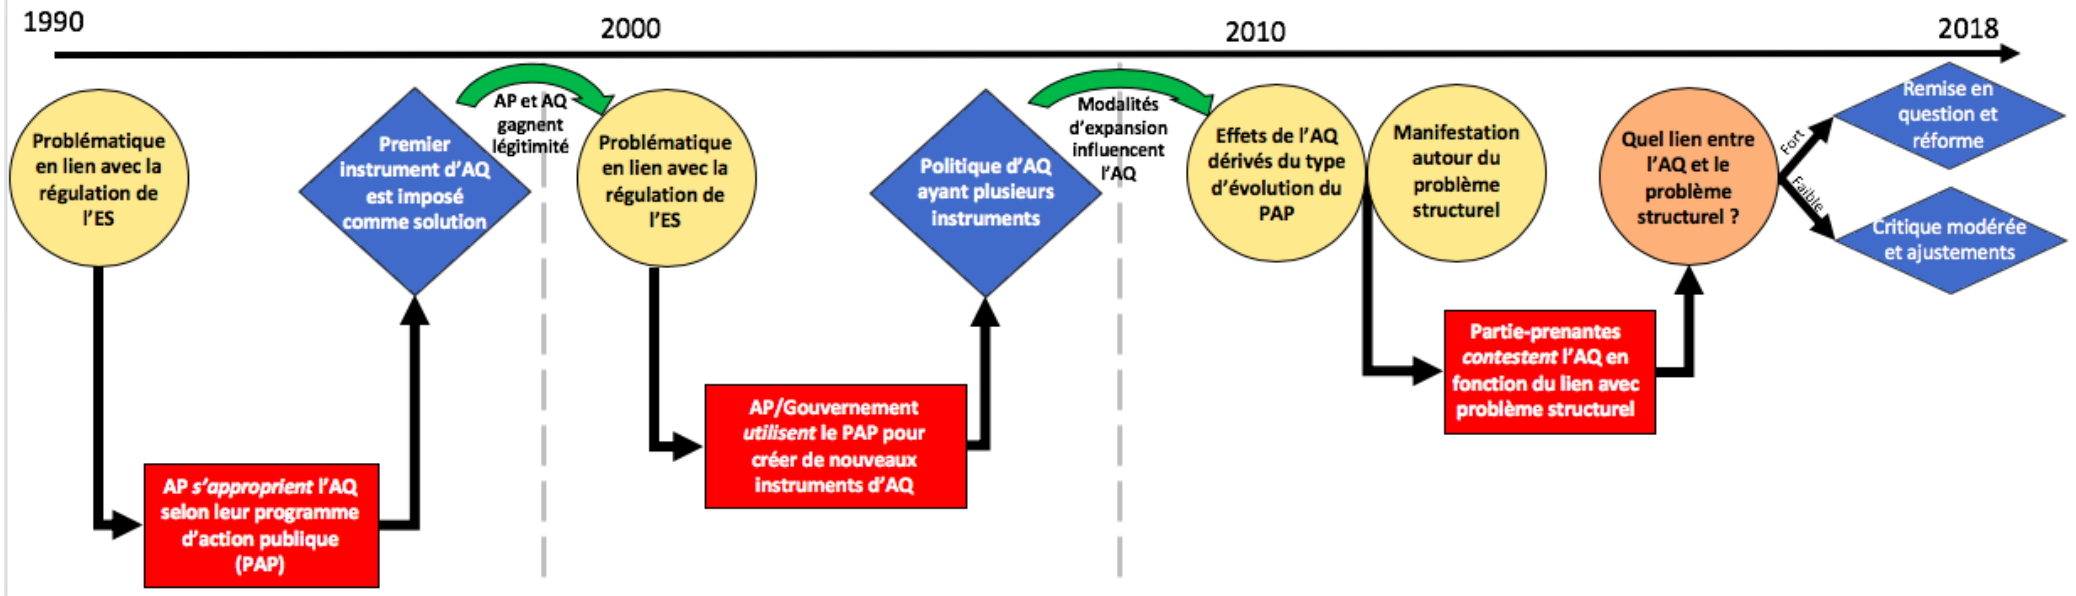 1990
2000
2010
2018
Problématique
en lien avec la
régulation de
l'ES
AP s'approprient l'AQ
selon leur programme
d'action publique
(PAP)
Premier
instrument d'AQ
est imposé
comme solution
AP et AQ
gagnent
légitimité
Problématique
en lien avec la
régulation de
l'ES
AP/Gouvernement
utilisent le PAP pour
créer de nouveaux
instruments d'AQ
Politique d'AQ
ayant plusieurs
instruments
Modalités
d'expansion
influencent
l'AQ
Effets de l'AQ
dérivés du type
d'évolution du
PAP
Manifestation
autour du
problème
structurel
Partie-prenantes
contestent l'AQ en
fonction du lien avec
problème structurel
Quel lien entre
l'AQ et le
problème
structurel ?
Fort
Remise en
question et
réforme
Faible
Critique modérée
et ajustements